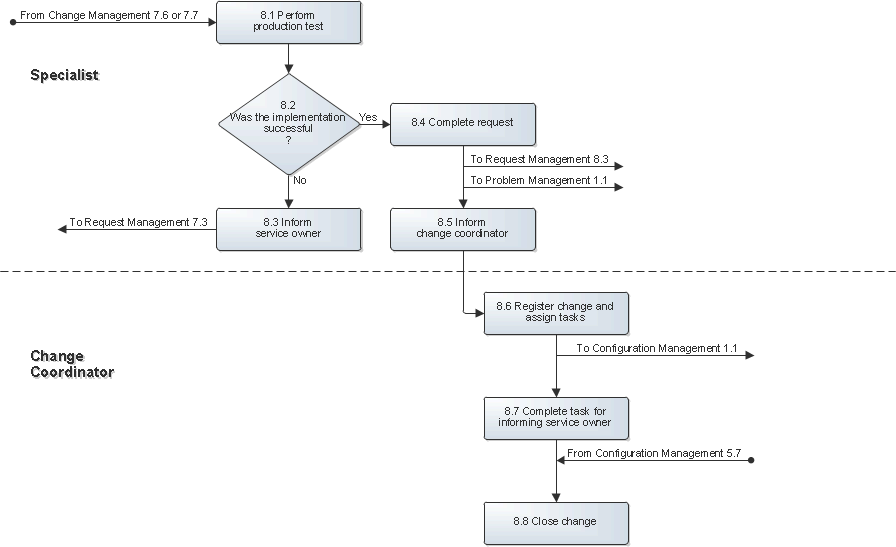 From Change Management 7.6 or 7.7
8.1 Perform
production test
Specialist
8.2
Was the implementation
successful
?
Yes
8.4 Complete request
To Request Management 8.3
To Problem Management 1.1
No
To Request Management 7.3
8.3 Inform
service owner
8.5 Inform
change coordinator
8.6 Register change and
assign tasks
To Configuration Management 1.1
Change
Coordinator
8.7 Complete task for
informing service owner
From Configuration Management 5.7
8.8 Close change